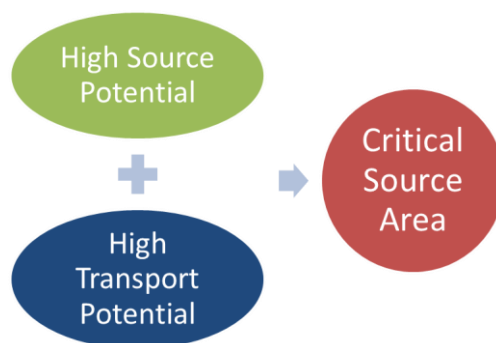 High Source
Potential
High
Transport
Potential
Critical
Source
Area